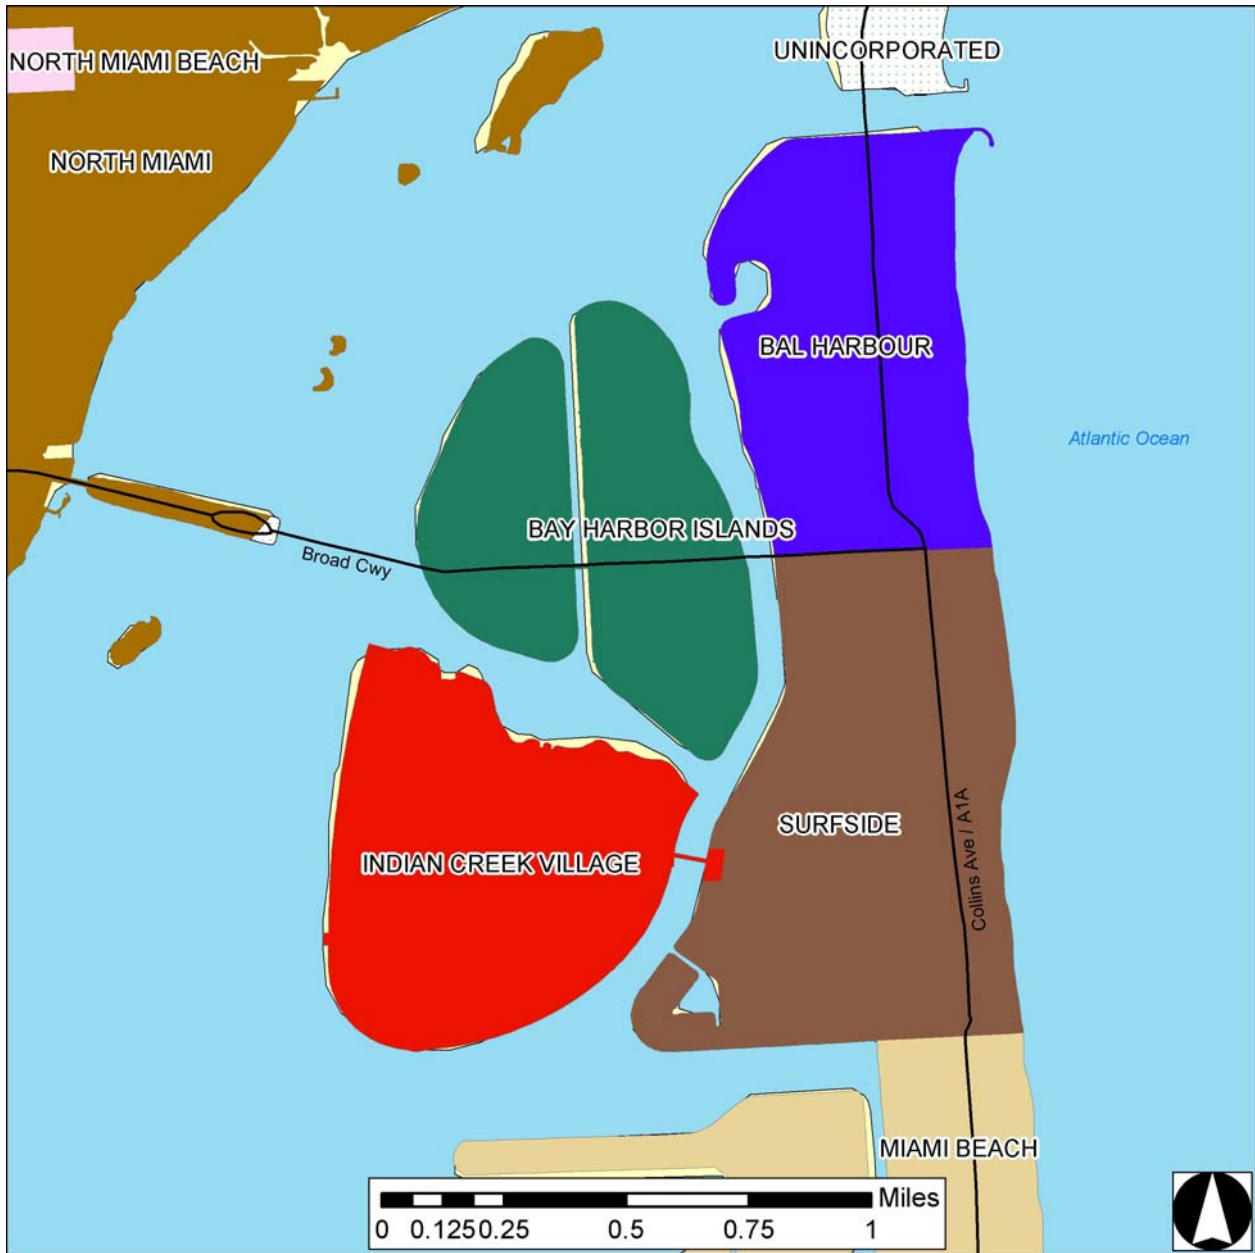 UNINCORPORATED
NORTH MIAMI BEACH
NORTH MIAMI
BAL HARBOUR
Atlantic Ocean
BAY HARBOR ISLANDS
Broad Cwy
Collins Ave / A1A
SURFSIDE
INDIAN CREEK VILLAGE
MIAMI BEACH
Miles
0 0.125 0.25 0.5 0.75 1